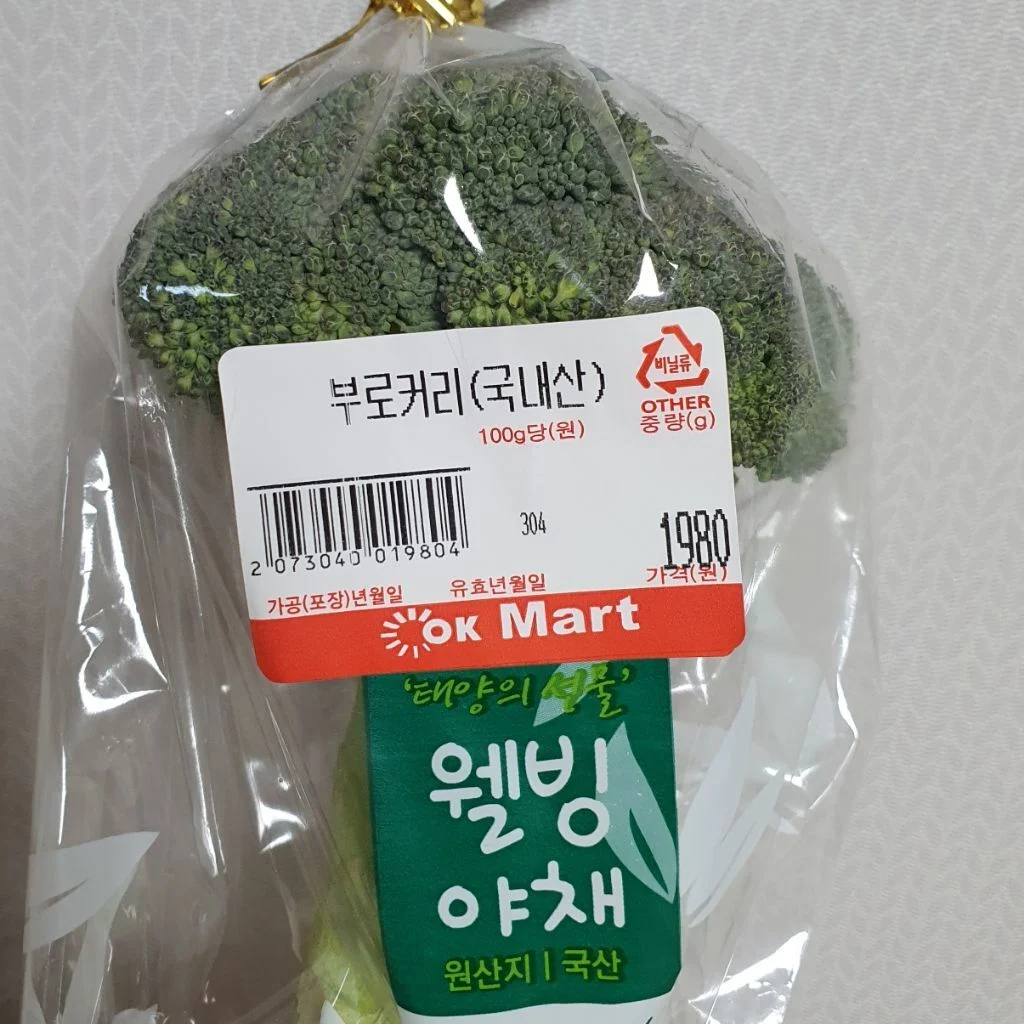 부로커리(국내산)
비닐류
OTHER
100g당(원)
중량(g)
304
1980
2 073040 019804
가공(포장)년월일
유효년월일
가격(원)
OK Mart
'태양의 선물'
웰빙
야채
원산지 | 국산